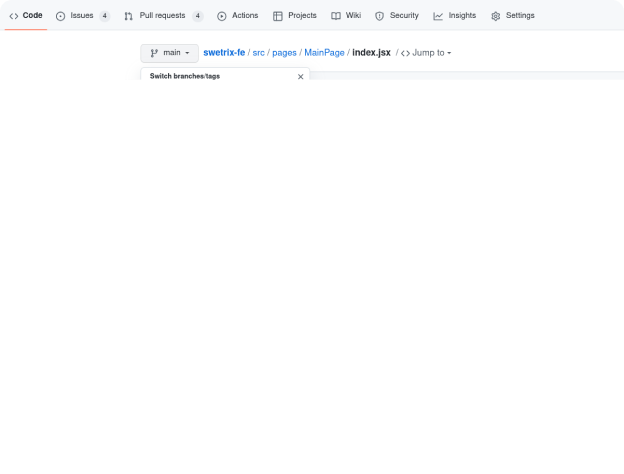 Code Issues 4 Pull requests 4 Actions Projects Wiki Security Insights Settings
main swetrix-fe / src / pages / MainPage / index.jsx / <> Jump to
Switch branches/tags